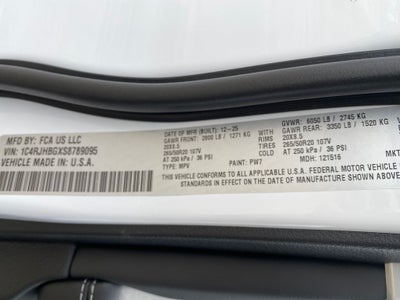 MFD BY: FCA US LLC
VIN: 1C4RJHBGXS8789095
VEHICLE MADE IN: U.S.A.
DATE OF MFR (BUILT): 12-25
GAWR FRONT: 2800 LB / 1271 KG
RIMS
20X8.5
265/50R20 107V
AT 250 kPa / 36 PSI
TYPE: MPV
PAINT: PW7
GVWR: 6050 LB / 2745 KG
GAWR REAR: 3350 LB / 1520 KG
RIMS
20X8.5
265/50R20 107V
AT 250 kPa / 36 PSI
MDH: 121516
MKT
THIS VEHICLE CONFORMS TO ALL APPLICABLE U.S.A. FEDERAL MOTOR
STANDARDS IN EFFECT ON THE DATE OF MANUFACTURE SHOWN ABOVE.